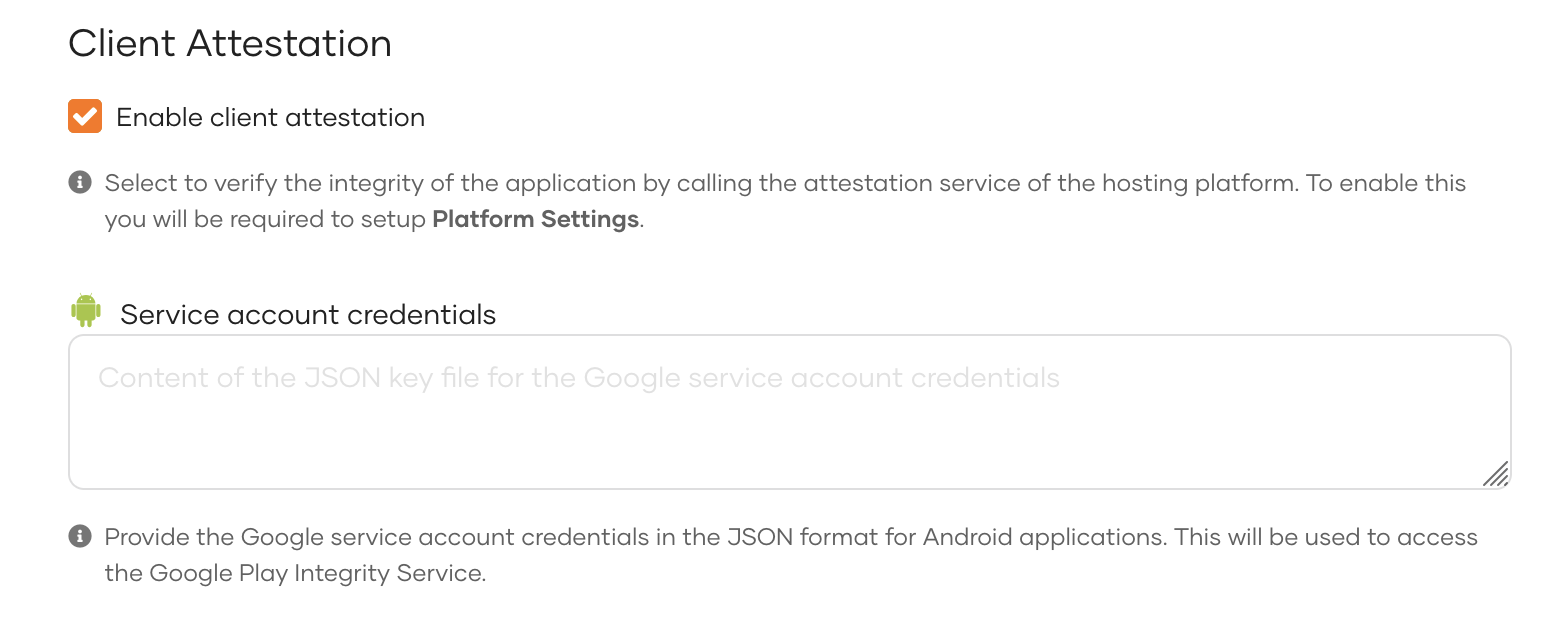 Client Attestation
Enable client attestation
Select to verify the integrity of the application by calling the attestation service of the hosting platform. To enable this
you will be required to setup Platform Settings.
Service account credentials
Content of the JSON key file for the Google service account credentials
Provide the Google service account credentials in the JSON format for Android applications. This will be used to access
the Google Play Integrity Service.